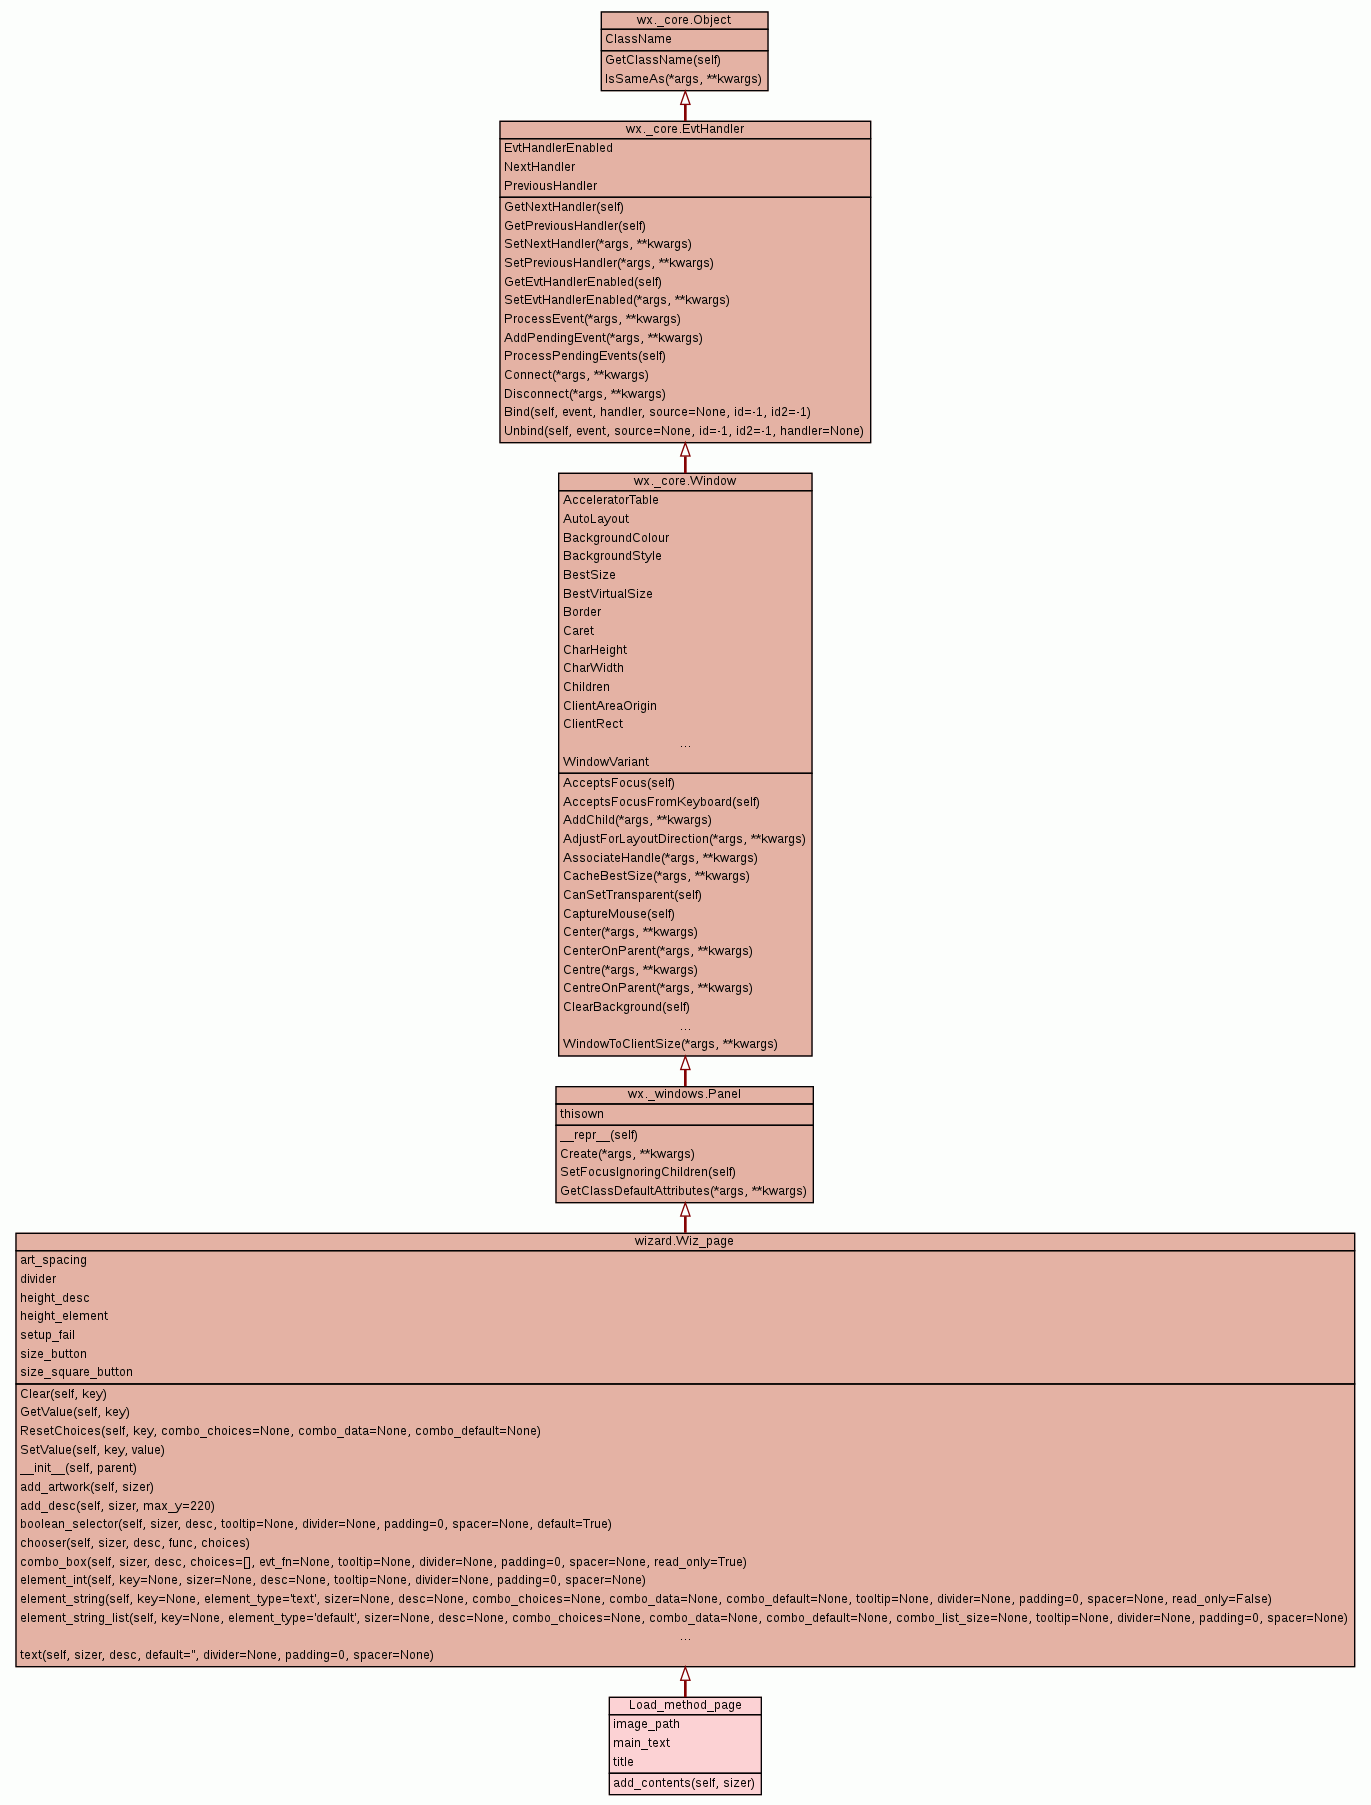 wx._core.Object
ClassName
GetClassName(self)
IsSameAs(*args, **kwargs)
wx._core.EvtHandler
EvtHandlerEnabled
NextHandler
PreviousHandler
GetNextHandler(self)
GetPreviousHandler(self)
SetNextHandler(*args, **kwargs)
SetPreviousHandler(*args, **kwargs)
GetEvtHandlerEnabled(self)
SetEvtHandlerEnabled(*args, **kwargs)
ProcessEvent(*args, **kwargs)
AddPendingEvent(*args, **kwargs)
ProcessPendingEvents(self)
Connect(*args, **kwargs)
Disconnect(*args, **kwargs)
Bind(self, event, handler, source=None, id=-1, id2=-1)
Unbind(self, event, source=None, id=-1, id2=-1, handler=None)
wx._core.Window
AcceleratorTable
AutoLayout
BackgroundColour
BackgroundStyle
BestSize
BestVirtualSize
Border
Caret
CharHeight
CharWidth
Children
ClientAreaOrigin
ClientRect
...
WindowVariant
AcceptsFocus(self)
AcceptsFocusFromKeyboard(self)
AddChild(*args, **kwargs)
AdjustForLayoutDirection(*args, **kwargs)
AssociateHandle(*args, **kwargs)
CacheBestSize(*args, **kwargs)
CanSetTransparent(self)
CaptureMouse(self)
Center(*args, **kwargs)
CenterOnParent(*args, **kwargs)
Centre(*args, **kwargs)
CentreOnParent(*args, **kwargs)
ClearBackground(self)
...
WindowToClientSize(*args, **kwargs)
wx._windows.Panel
thisown
__repr__(self)
Create(*args, **kwargs)
SetFocusIgnoringChildren(self)
GetClassDefaultAttributes(*args, **kwargs)
wizard.Wiz_page
art_spacing
divider
height_desc
height_element
setup_fail
size_button
size_square_button
Clear(self, key)
GetValue(self, key)
ResetChoices(self, key, combo_choices=None, combo_data=None, combo_default=None)
SetValue(self, key, value)
__init__(self, parent)
add_artwork(self, sizer)
add_desc(self, sizer, max_y=220)
boolean_selector(self, sizer, desc, tooltip=None, divider=None, padding=0, spacer=None, default=True)
chooser(self, sizer, desc, func, choices)
combo_box(self, sizer, desc, choices=[], evt_fn=None, tooltip=None, divider=None, padding=0, spacer=None, read_only=True)
element_int(self, key=None, sizer=None, desc=None, tooltip=None, divider=None, padding=0, spacer=None)
element_string(self, key=None, element_type='text', sizer=None, desc=None, combo_choices=None, combo_data=None, combo_default=None, tooltip=None, divider=None, padding=0, spacer=None, read_only=False)
element_string_list(self, key=None, element_type='default', sizer=None, desc=None, combo_choices=None, combo_data=None, combo_default=None, combo_list_size=None, tooltip=None, divider=None, padding=0, spacer=None)
...
text(self, sizer, desc, default='', divider=None, padding=0, spacer=None)
Load_method_page
image_path
main_text
title
add_contents(self, sizer)